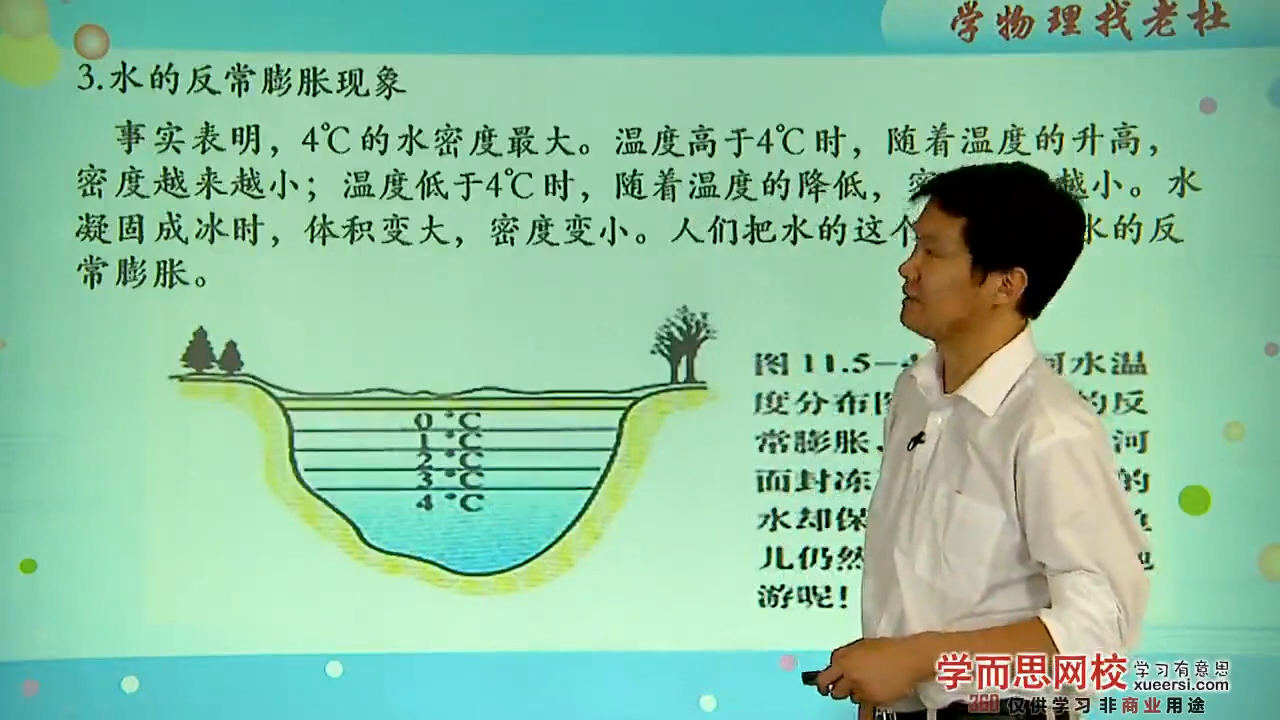 学物理找老杜
3.水的反常膨胀现象
事实表明，4℃的水密度最大。温度高于4℃时，随着温度的升高，
密度越来越小；温度低于4℃时，随着温度的降低，密 越小。水
凝固成冰时，体积变大，密度变小。人们把水的这个 水的反
常膨胀。
0℃
1℃
2℃
3℃
4℃
图11.5- 河水温
度分布图 的反
常膨胀、 河
面封冻 的
水却保
儿仍然 地
游呢！
学而思网校 学习有意思
xueersi.com
360 仅供学习 非商业用途